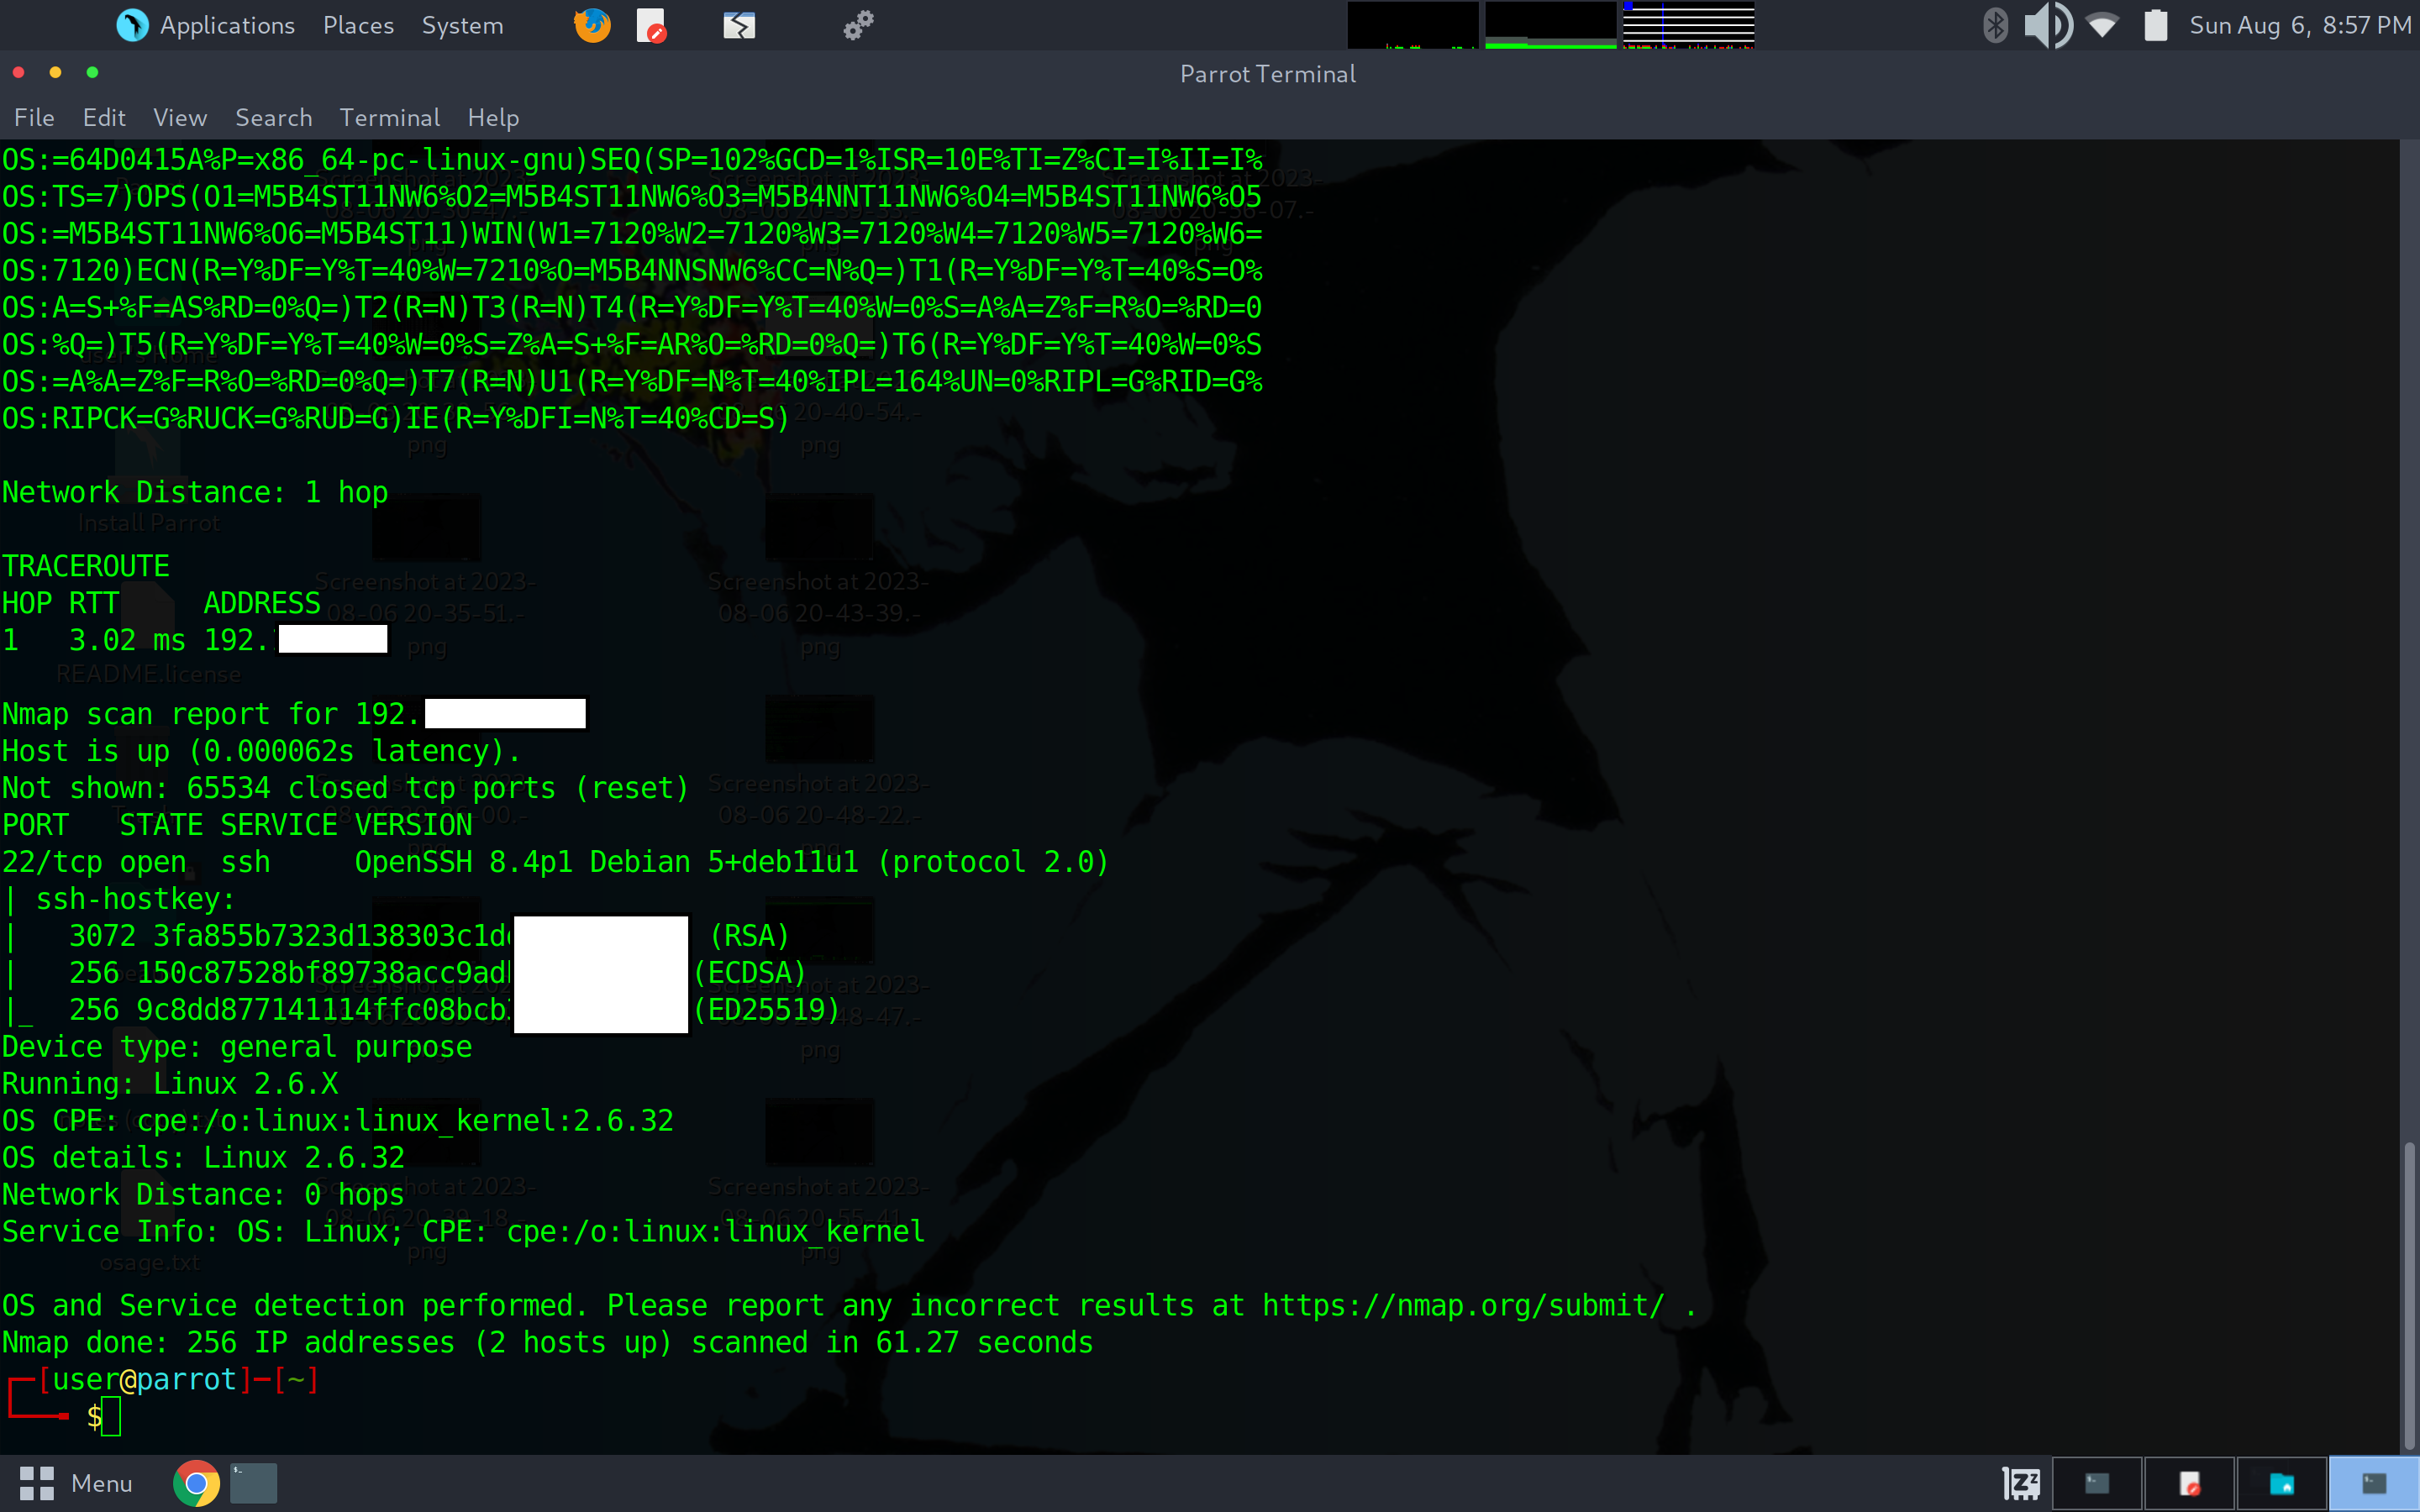 Applications Places System
Sun Aug 6, 8:57 PM
Parrot Terminal
File Edit View Search Terminal Help
OS:=64D0415A%P=x86_64-pc-linux-gnu)SEQ(SP=102%GCD=1%ISR=10E%TI=Z%CI=I%II=I%
OS:TS=7)OPS(O1=M5B4ST11NW6%O2=M5B4ST11NW6%O3=M5B4NNT11NW6%O4=M5B4ST11NW6%O5
OS:=M5B4ST11NW6%O6=M5B4ST11)WIN(W1=7120%W2=7120%W3=7120%W4=7120%W5=7120%W6=
OS:7120)ECN(R=Y%DF=Y%T=40%W=7210%O=M5B4NNSNW6%CC=N%Q=)T1(R=Y%DF=Y%T=40%S=O%
OS:A=S+%F=AS%RD=0%Q=)T2(R=N)T3(R=N)T4(R=Y%DF=Y%T=40%W=0%S=A%A=Z%F=R%O=%RD=0
OS:%Q=)T5(R=Y%DF=Y%T=40%W=0%S=Z%A=S+%F=AR%O=%RD=0%Q=)T6(R=Y%DF=Y%T=40%W=0%S
OS:=A%A=Z%F=R%O=%RD=0%Q=)T7(R=N)U1(R=Y%DF=N%T=40%IPL=164%UN=0%RIPL=G%RID=G%
OS:RIPCK=G%RUCK=G%RUD=G)IE(R=Y%DFI=N%T=40%CD=S)
Network Distance: 1 hop
Install Parrot
TRACEROUTE
HOP RTT ADDRESS
1 3.02 ms 192.
README.license
Nmap scan report for 192.
Host is up (0.000062s latency).
Not shown: 65534 closed tcp ports (reset)
PORT STATE SERVICE VERSION
22/tcp open ssh OpenSSH 8.4p1 Debian 5+deb11u1 (protocol 2.0)
| ssh-hostkey:
| 3072 3fa855b7323d138303c1d (RSA)
| 256 150c87528bf89738acc9ad (ECDSA)
|_ 256 9c8dd877141114ffc08bcb (ED25519)
Device type: general purpose
Running: Linux 2.6.X
OS CPE: cpe:/o:linux:linux_kernel:2.6.32
OS details: Linux 2.6.32
Network Distance: 0 hops
Service Info: OS: Linux; CPE: cpe:/o:linux:linux_kernel
osage.txt
OS and Service detection performed. Please report any incorrect results at https://nmap.org/submit/ .
Nmap done: 256 IP addresses (2 hosts up) scanned in 61.27 seconds
[user@parrot]-[~]
$
Menu